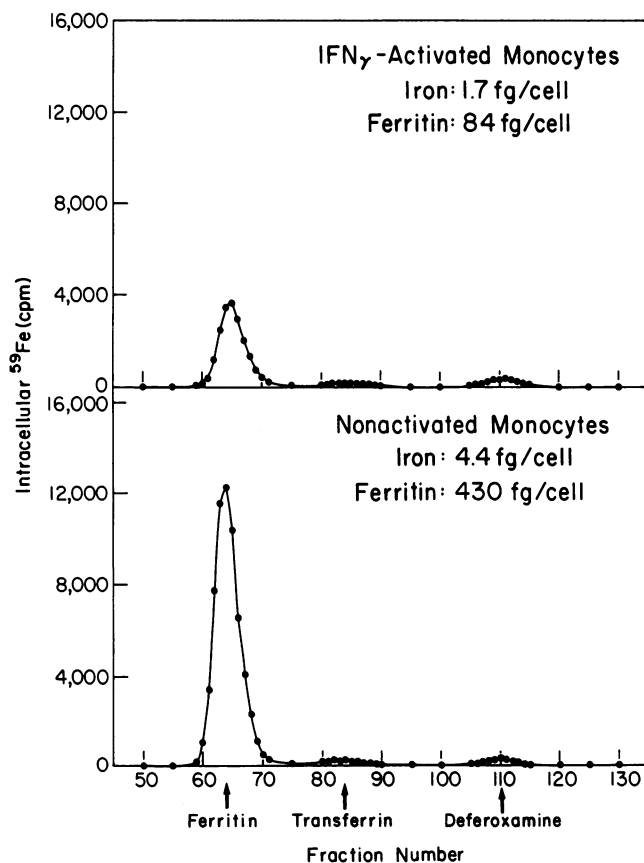 16,000
12,000
8,000
4,000
0
IFNγ-Activated Monocytes
Iron: 1.7 fg/cell
Ferritin: 84 fg/cell
Intracellular ⁵⁹Fe (cpm)
16,000
12,000
8,000
4,000
0
Nonactivated Monocytes
Iron: 4.4 fg/cell
Ferritin: 430 fg/cell
50 60 70 80 90 100 110 120 130
Ferritin Transferrin Deferoxamine
Fraction Number